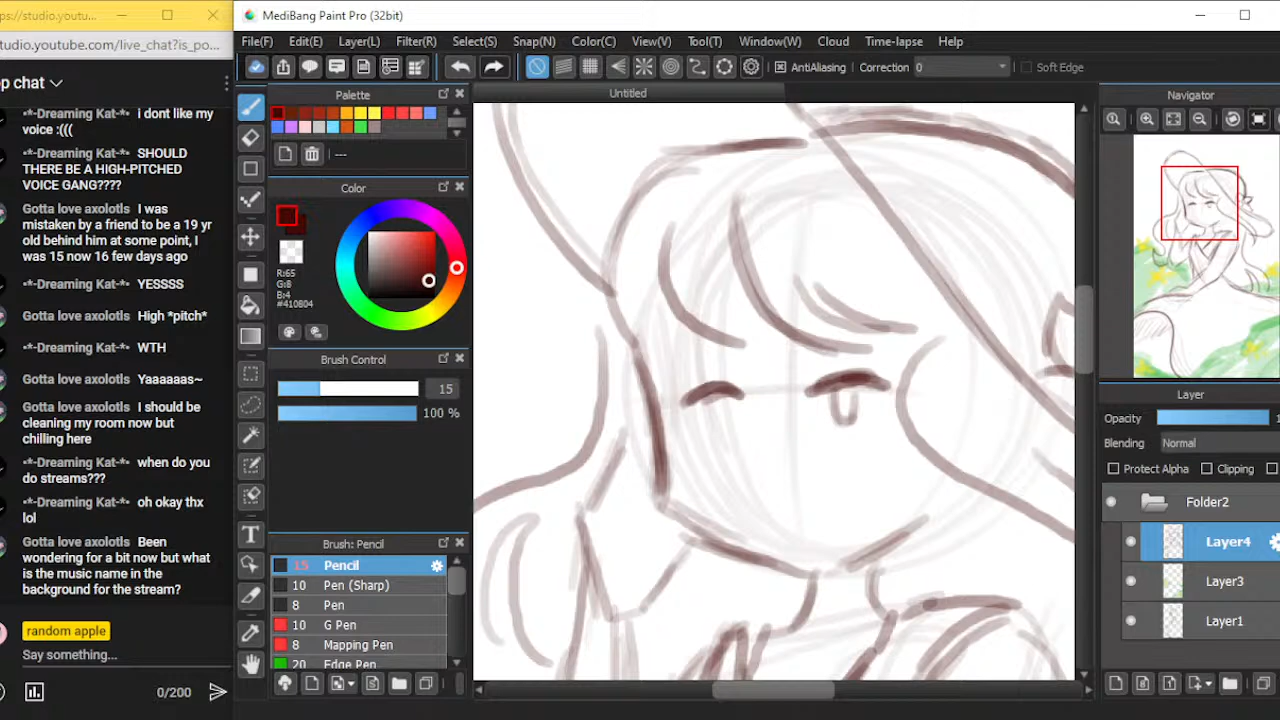 ps://studio.youtu...
tudio.youtube.com/live_chat?is_po...
op chat
*-Dreaming Kat-*• i dont like my
voice :(((
*-Dreaming Kat-*• SHOULD
THERE BE A HIGH-PITCHED
VOICE GANG????
Gotta love axolotls I was
mistaken by a friend to be a 19 yr
old behind him at some point, I
was 15 now 16 few days ago
*-Dreaming Kat-*• YESSSS
Gotta love axolotls High *pitch*
*-Dreaming Kat-*• WTH
Gotta love axolotls Yaaaaaas~
Gotta love axolotls I should be
cleaning my room now but
chilling here
*-Dreaming Kat-*• when do you
do streams???
*-Dreaming Kat-*• oh okay thx
lol
Gotta love axolotls Been
wondering for a bit now but what
is the music name in the
background for the stream?
random apple
Say something...
0/200
MediBang Paint Pro (32bit)
File(F) Edit(E) Layer(L) Filter(R) Select(S) Snap(N) Color(C) View(V) Tool(T) Window(W) Cloud Time-lapse Help
AntiAliasing Correction 0 Soft Edge
Palette
---
Color
R:65
G:8
B:4
#410804
Brush Control
15
100 %
Brush: Pencil
15 Pencil
10 Pen (Sharp)
8 Pen
10 G Pen
8 Mapping Pen
20 Edge Pen
Untitled
Navigator
Layer
Opacity 1
Blending Normal
Protect Alpha Clipping
Folder2
Layer4
Layer3
Layer1